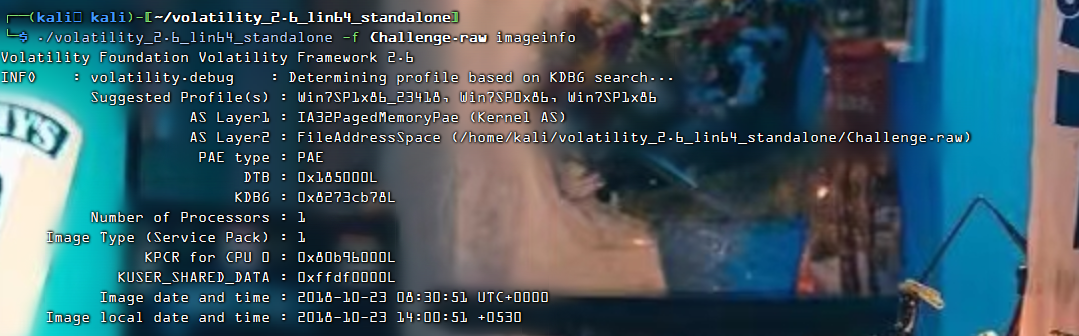 ┌──(kali㉿ kali)-[~/volatility_2.6_lin64_standalone]
└─$ ./volatility_2.6_lin64_standalone -f Challenge.raw imageinfo
Volatility Foundation Volatility Framework 2.6
INFO    : volatility.debug    : Determining profile based on KDBG search...
Suggested Profile(s) : Win7SP1x86_23418, Win7SP0x86, Win7SP1x86
AS Layer1 : IA32PagedMemoryPae (Kernel AS)
AS Layer2 : FileAddressSpace (/home/kali/volatility_2.6_lin64_standalone/Challenge.raw)
PAE type : PAE
DTB : 0x185000L
KDBG : 0x8273cb78L
Number of Processors : 1
Image Type (Service Pack) : 1
KPCR for CPU 0 : 0x80b96000L
KUSER_SHARED_DATA : 0xffdf0000L
Image date and time : 2018-10-23 08:30:51 UTC+0000
Image local date and time : 2018-10-23 14:00:51 +0530